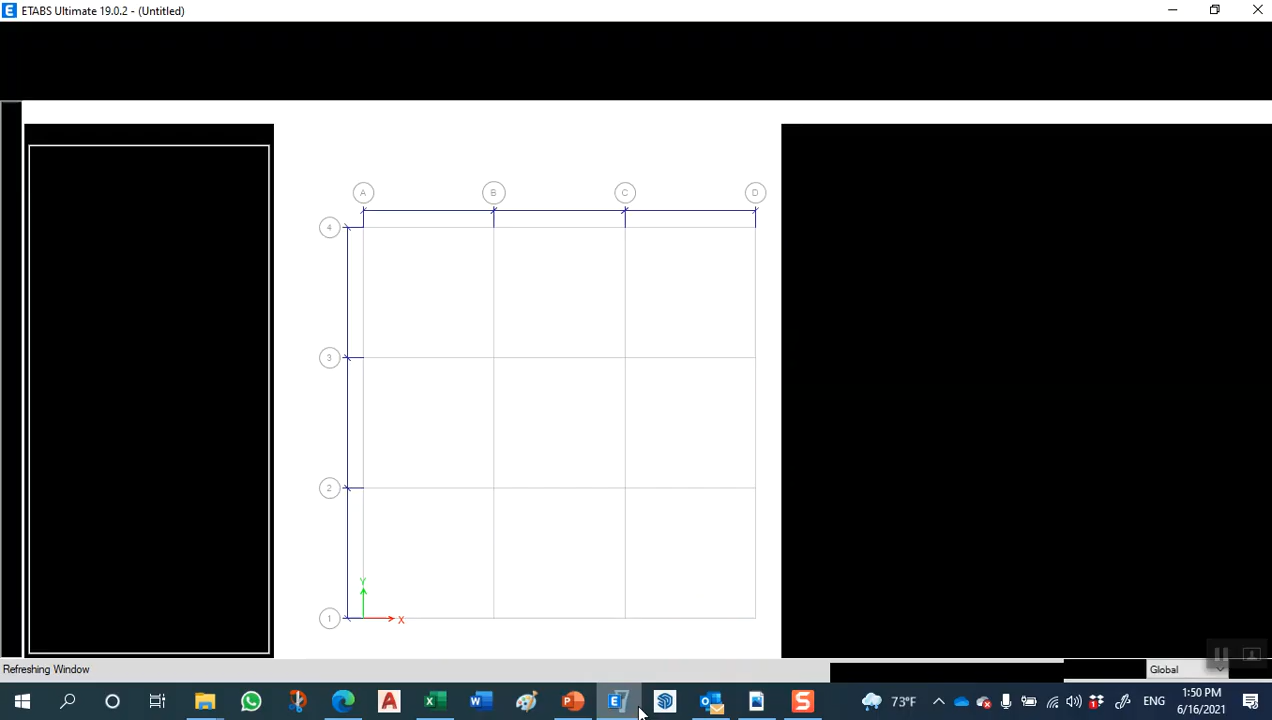 ETABS Ultimate 19.0.2 - (Untitled)
A B C D
4
3
2
Y
1 X
Refreshing Window
Global
73°F
ENG
1:50 PM
6/16/2021